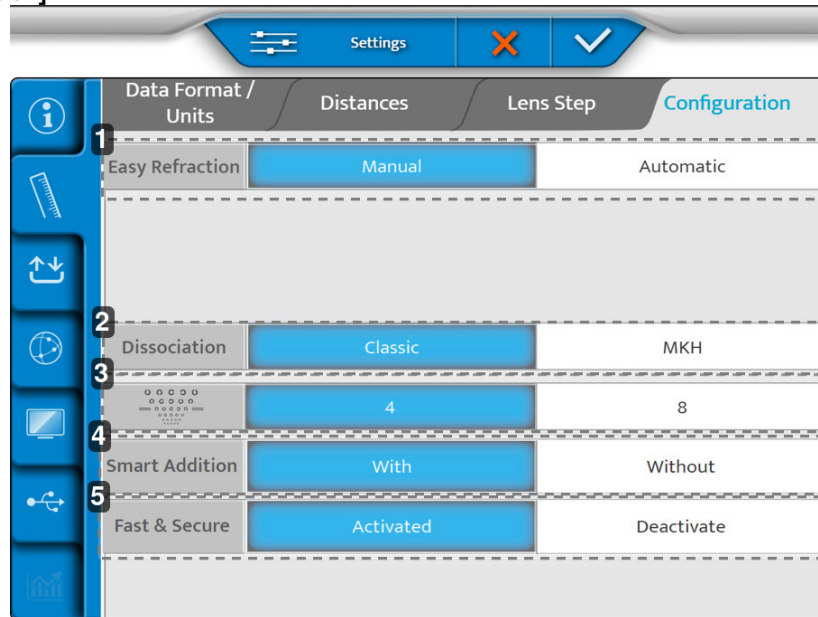 Settings
Data Format /
Units
Distances
Lens Step
Configuration
1
Easy Refraction
Manual
Automatic
2
Dissociation
Classic
MKH
3
4
8
4
Smart Addition
With
Without
5
Fast & Secure
Activated
Deactivate